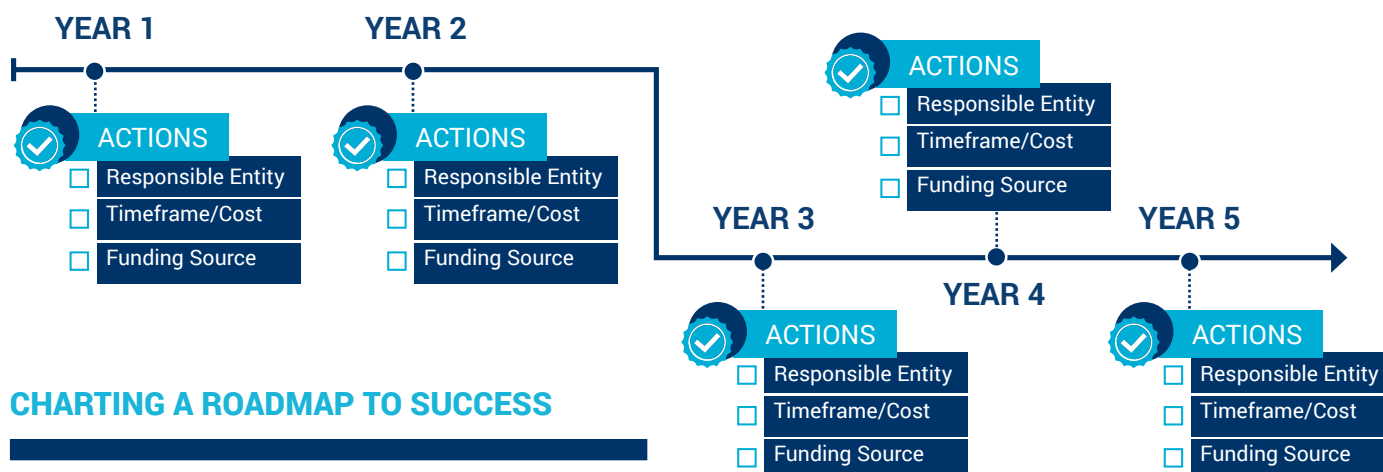 YEAR 1
ACTIONS
Responsible Entity
Timeframe/Cost
Funding Source
YEAR 2
ACTIONS
Responsible Entity
Timeframe/Cost
Funding Source
YEAR 3
ACTIONS
Responsible Entity
Timeframe/Cost
Funding Source
ACTIONS
Responsible Entity
Timeframe/Cost
Funding Source
YEAR 4
YEAR 5
ACTIONS
Responsible Entity
Timeframe/Cost
Funding Source
CHARTING A ROADMAP TO SUCCESS